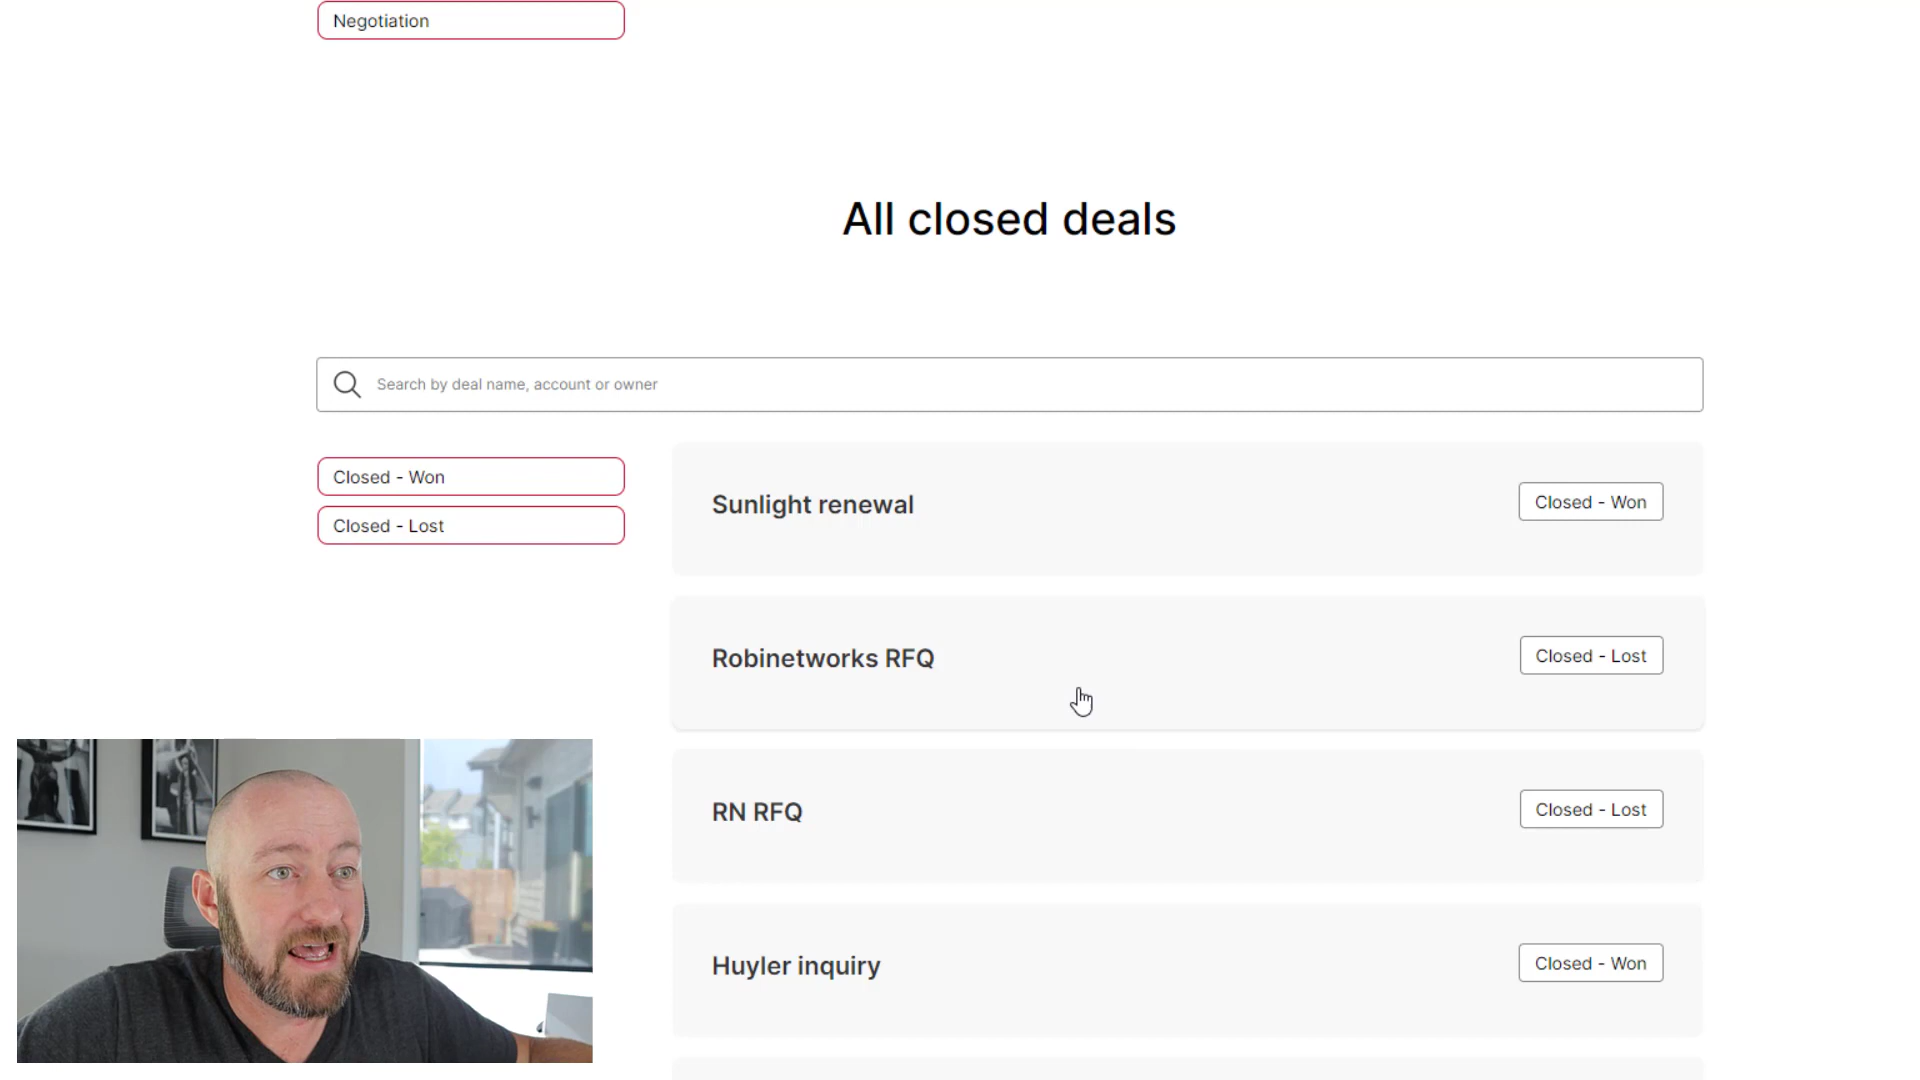 Negotiation
All closed deals
Search by deal name, account or owner
Closed - Won
Closed - Lost
Sunlight renewal
Closed - Won
Robinetworks RFQ
Closed - Lost
RN RFQ
Closed - Lost
Huyler inquiry
Closed - Won